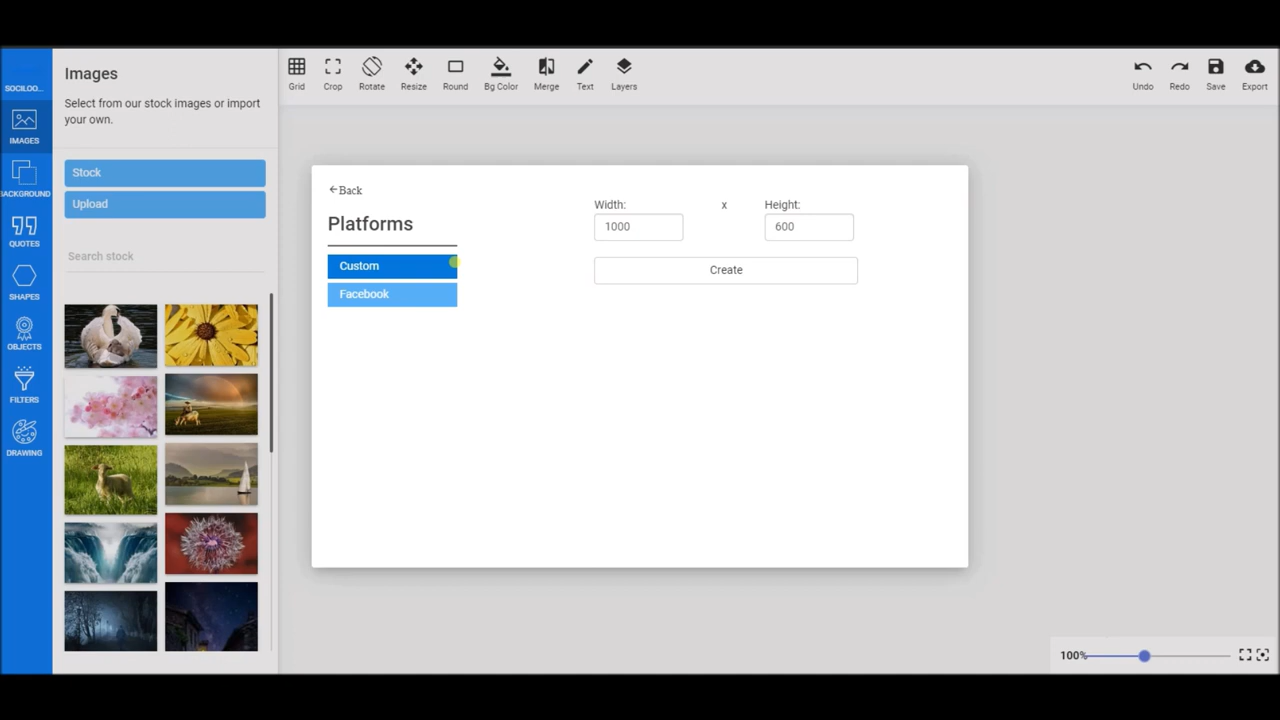 SOCILOO...
IMAGES
BACKGROUND
QUOTES
SHAPES
OBJECTS
FILTERS
DRAWING
Images
Select from our stock images or import
your own.
Stock
Upload
Search stock
Grid
Crop
Rotate
Resize
Round
Bg Color
Merge
Text
Layers
Undo
Redo
Save
Export
Back
Platforms
Custom
Facebook
Width:
x
Height:
1000
600
Create
100%